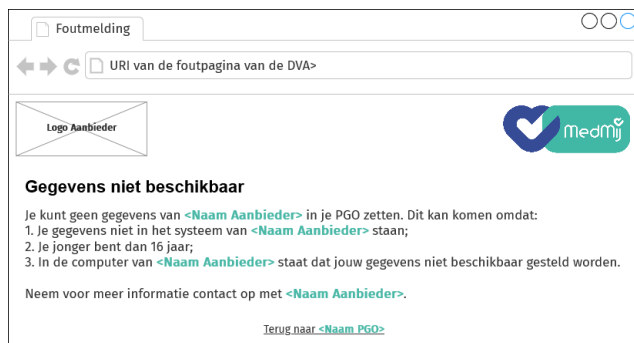 Foutmelding
URI van de foutpagina van de DVA>
Logo Aanbieder
MedMij
Gegevens niet beschikbaar
Je kunt geen gegevens van <Naam Aanbieder> in je PGO zetten. Dit kan komen omdat:
1. Je gegevens niet in het systeem van <Naam Aanbieder> staan;
2. Je jonger bent dan 16 jaar;
3. In de computer van <Naam Aanbieder> staat dat jouw gegevens niet beschikbaar gesteld worden.
Neem voor meer informatie contact op met <Naam Aanbieder>.
Terug naar <Naam PGO>